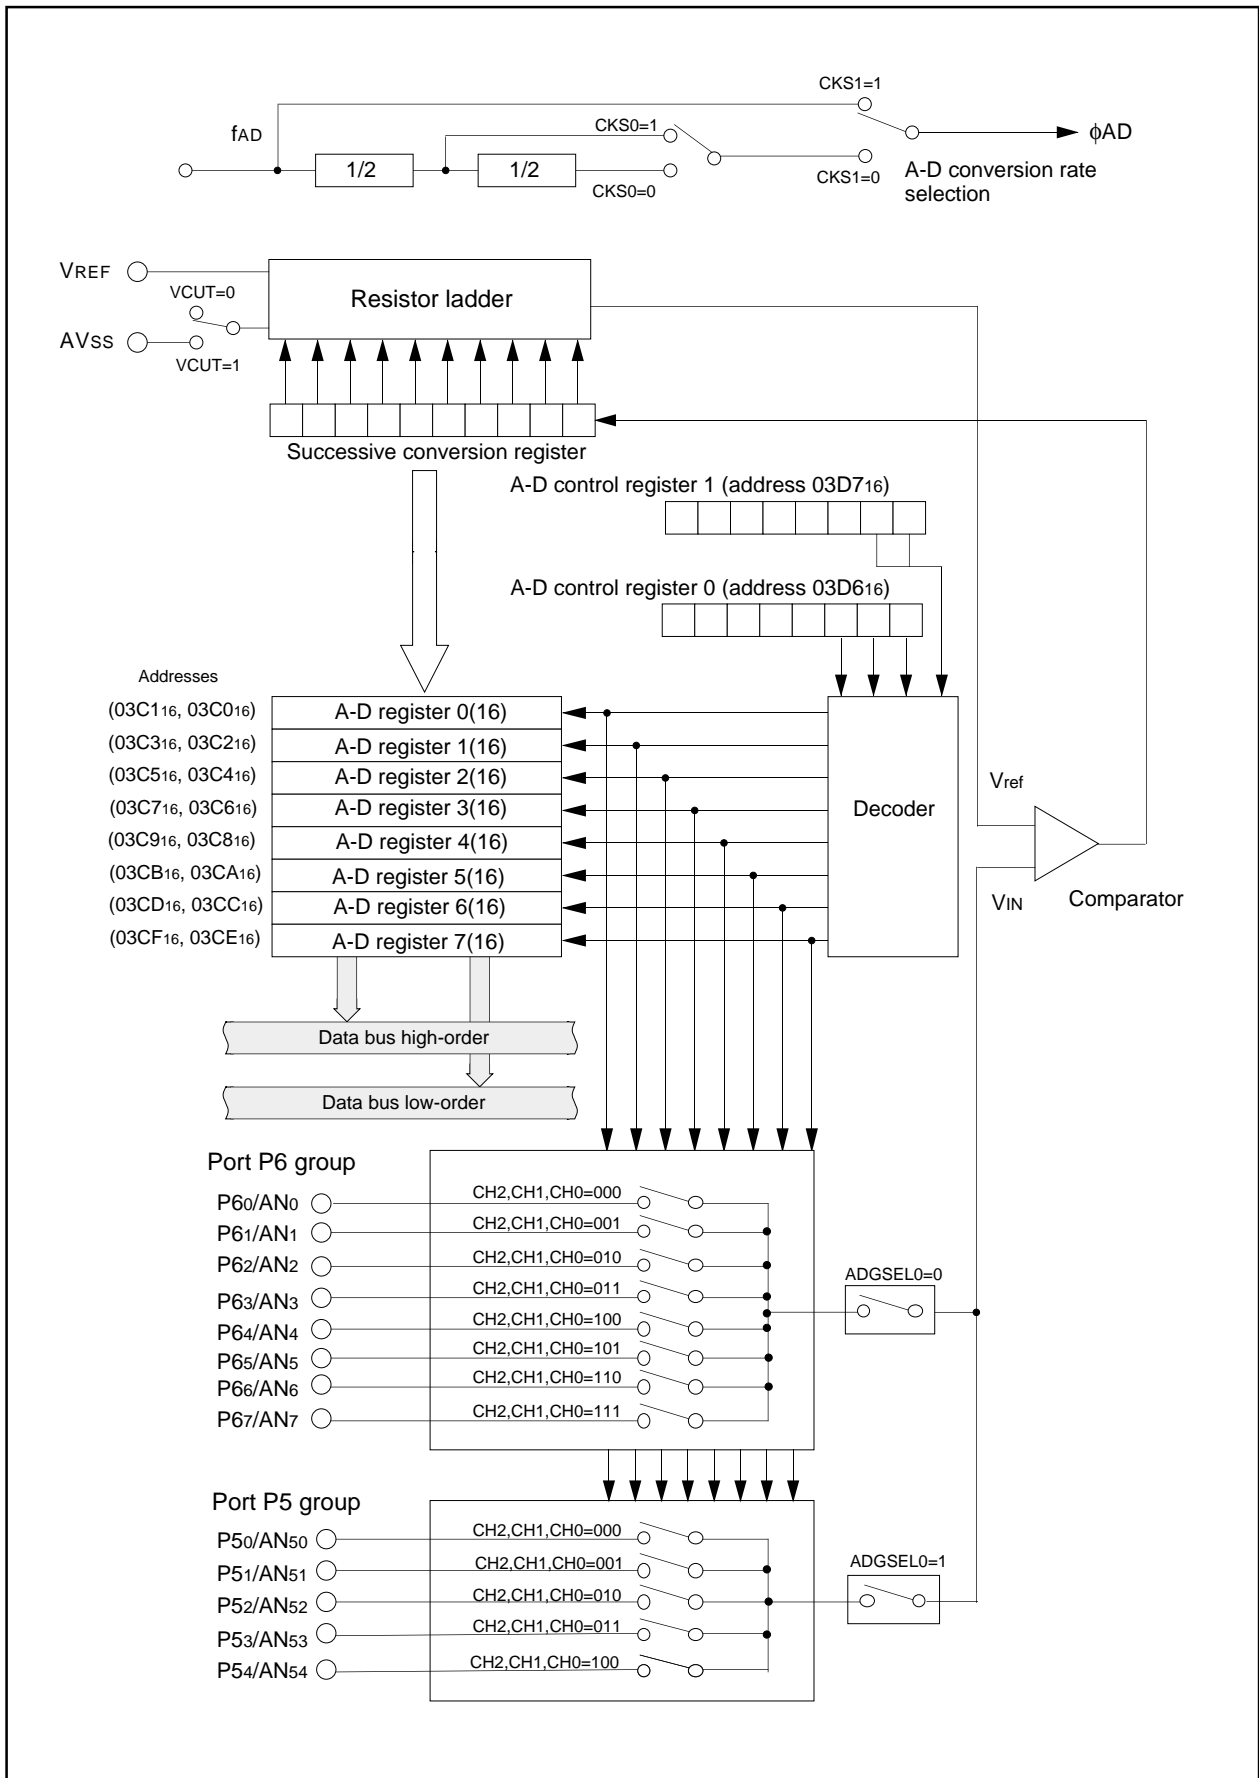 CKS1=1
fAD
CKS0=1
φAD
1/2
1/2
CKS0=0
CKS1=0
A-D conversion rate
selection
VREF
VCUT=0
Resistor ladder
AVSS
VCUT=1
Successive conversion register
A-D control register 1 (address 03D716)
A-D control register 0 (address 03D616)
Addresses
(03C116, 03C016)
A-D register 0(16)
(03C316, 03C216)
A-D register 1(16)
(03C516, 03C416)
A-D register 2(16)
(03C716, 03C616)
A-D register 3(16)
(03C916, 03C816)
A-D register 4(16)
(03CB16, 03CA16)
A-D register 5(16)
(03CD16, 03CC16)
A-D register 6(16)
(03CF16, 03CE16)
A-D register 7(16)
Decoder
Vref
VIN
Comparator
Data bus high-order
Data bus low-order
Port P6 group
P60/AN0
CH2,CH1,CH0=000
P61/AN1
CH2,CH1,CH0=001
P62/AN2
CH2,CH1,CH0=010
P63/AN3
CH2,CH1,CH0=011
P64/AN4
CH2,CH1,CH0=100
P65/AN5
CH2,CH1,CH0=101
P66/AN6
CH2,CH1,CH0=110
P67/AN7
CH2,CH1,CH0=111
ADGSEL0=0
Port P5 group
P50/AN50
CH2,CH1,CH0=000
P51/AN51
CH2,CH1,CH0=001
P52/AN52
CH2,CH1,CH0=010
P53/AN53
CH2,CH1,CH0=011
P54/AN54
CH2,CH1,CH0=100
ADGSEL0=1